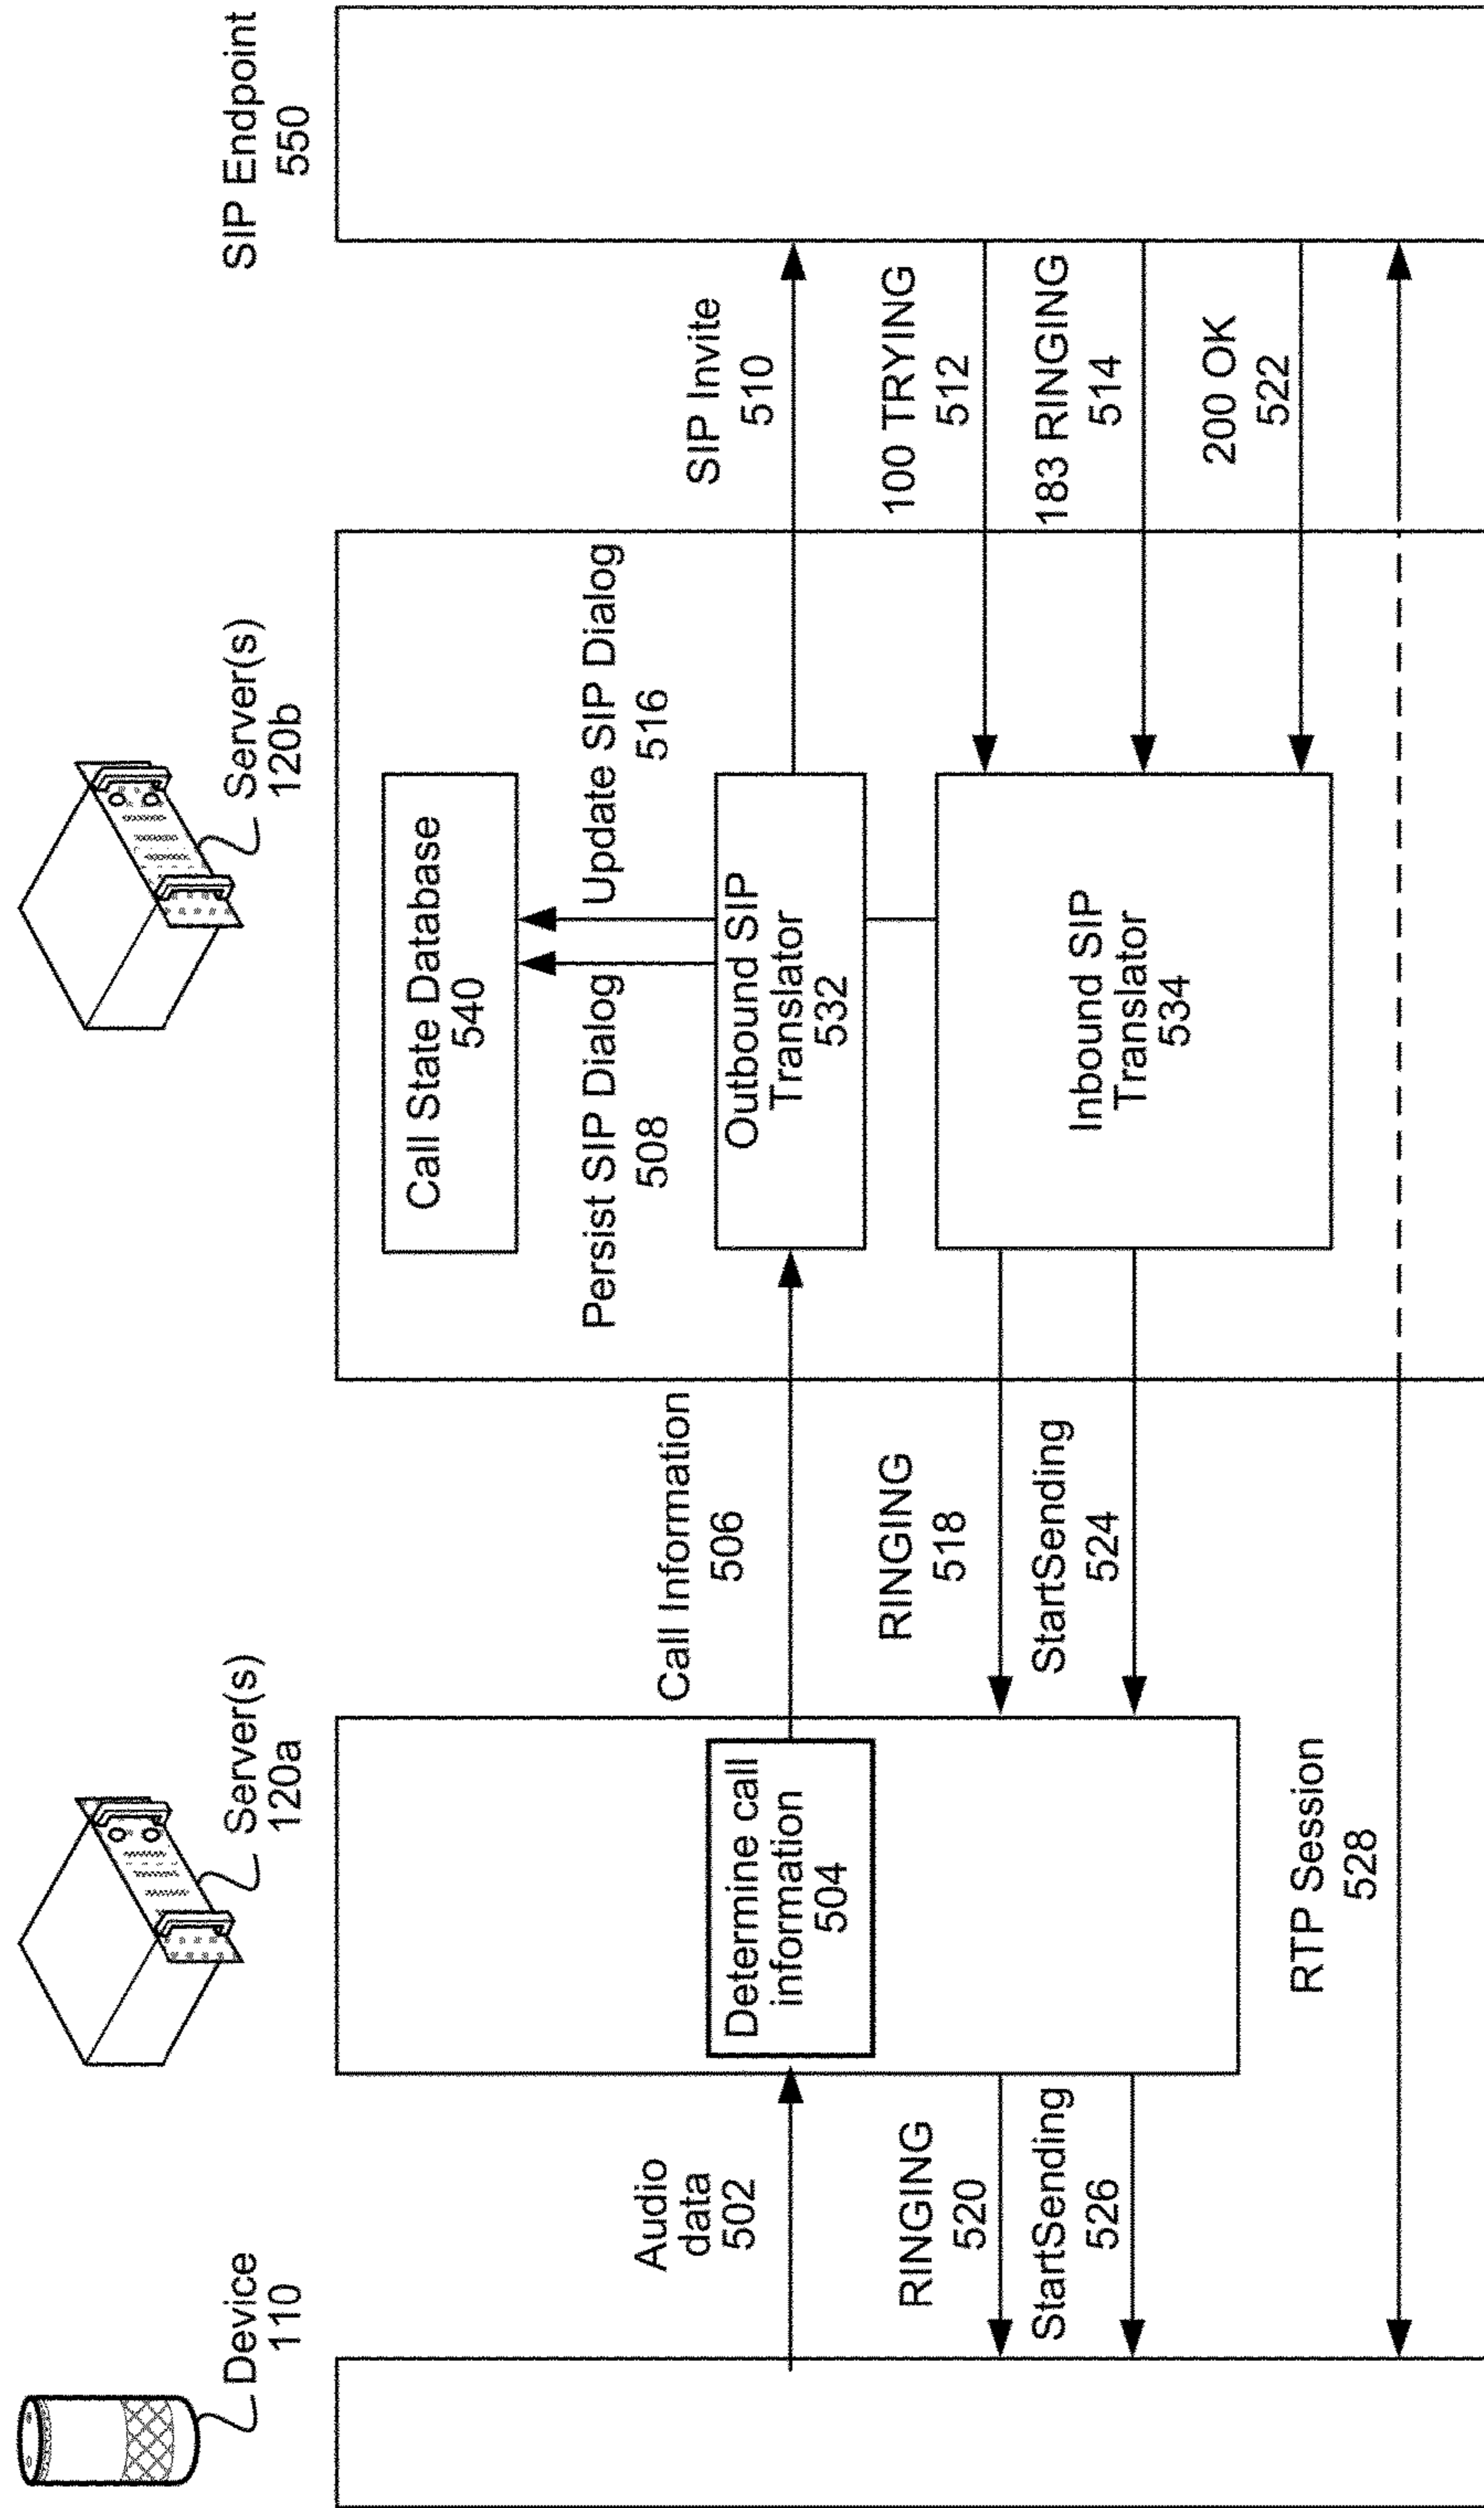 Device
110
Server(s)
120a
Server(s)
120b
SIP Endpoint
550
Call State Database
540
Persist SIP Dialog
508
Update SIP Dialog
516
Audio
data
502
Determine call
information
504
Call Information
506
Outbound SIP
Translator
532
SIP Invite
510
RINGING
520
RINGING
518
100 TRYING
512
StartSending
526
StartSending
524
Inbound SIP
Translator
534
183 RINGING
514
200 OK
522
RTP Session
528